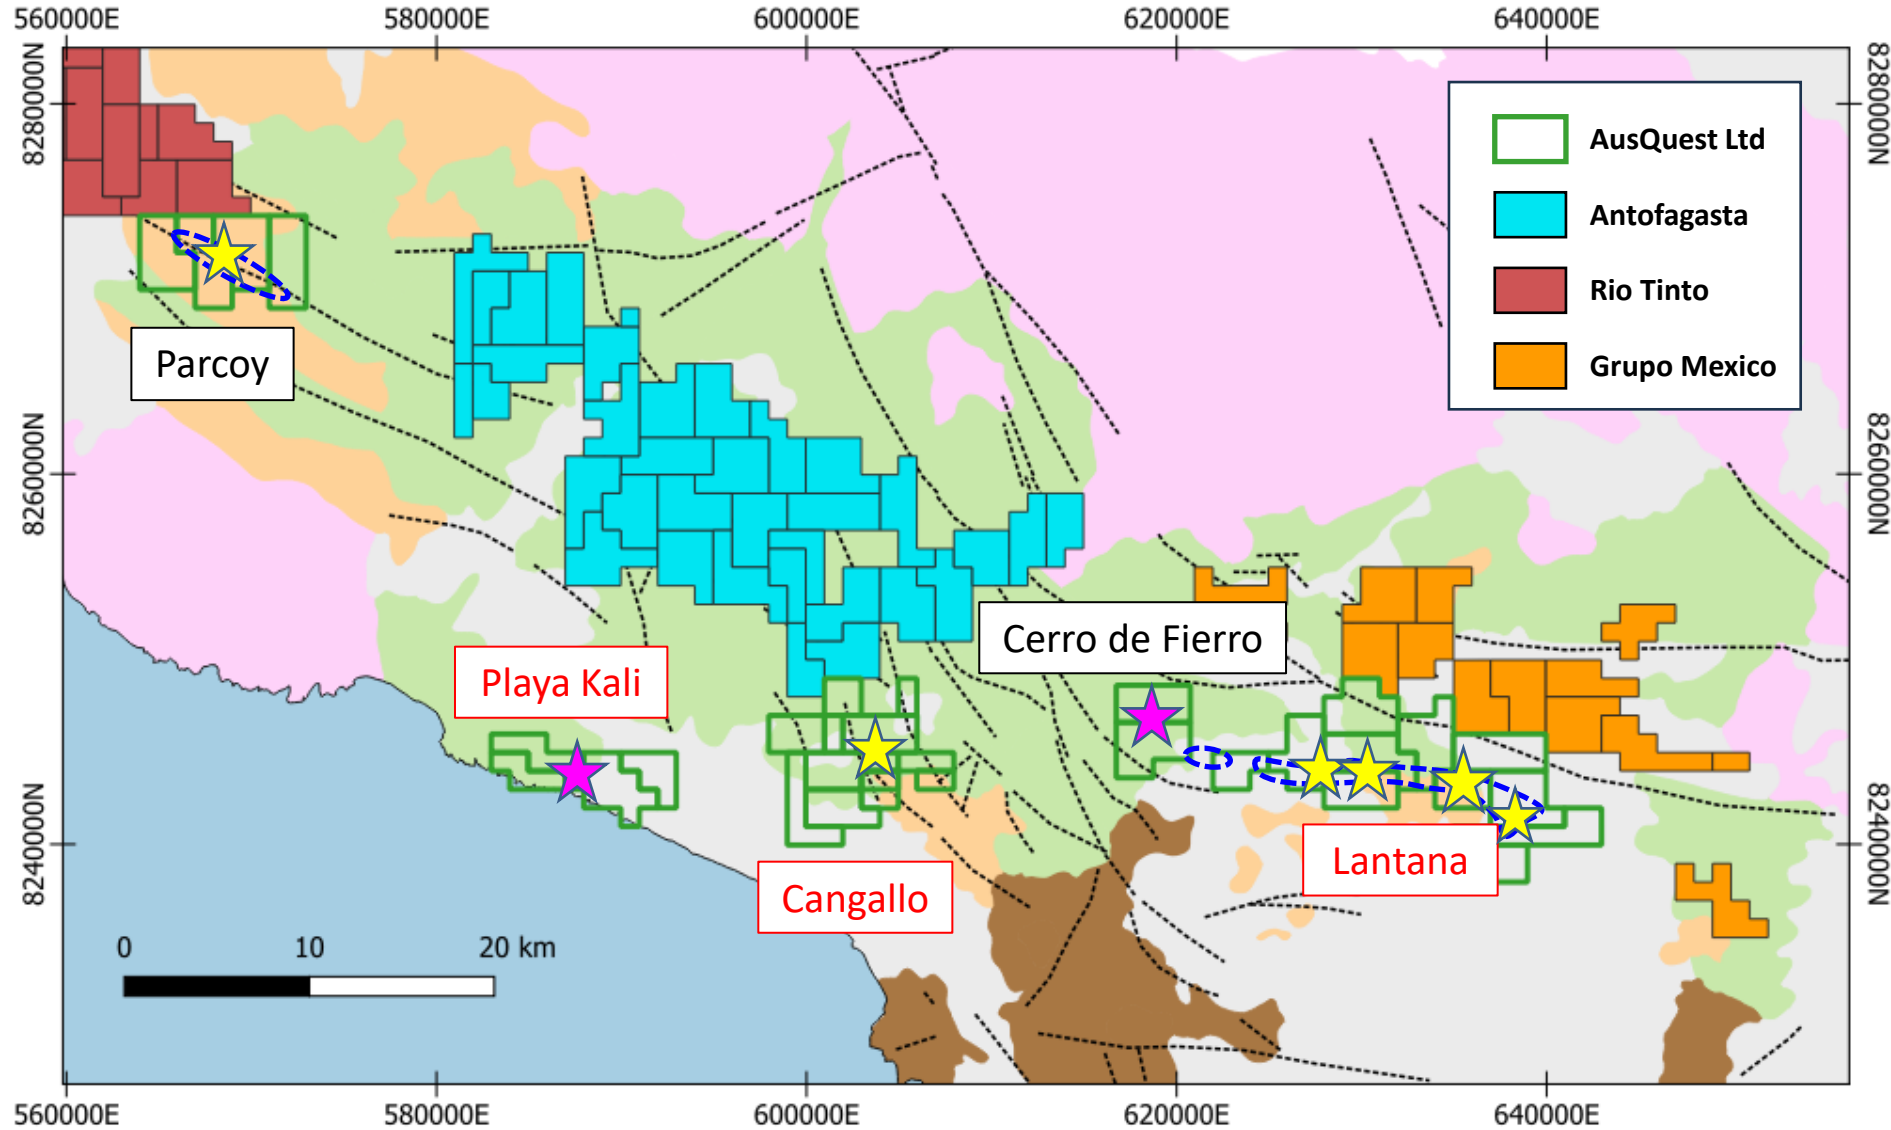 560000E 580000E 600000E 620000E 640000E
8280000N
8260000N
8240000N
8280000N
8260000N
8240000N
AusQuest Ltd
Antofagasta
Rio Tinto
Grupo Mexico
Parcoy
Cerro de Fierro
Playa Kali
Lantana
Cangallo
0 10 20 km
560000E 580000E 600000E 620000E 640000E